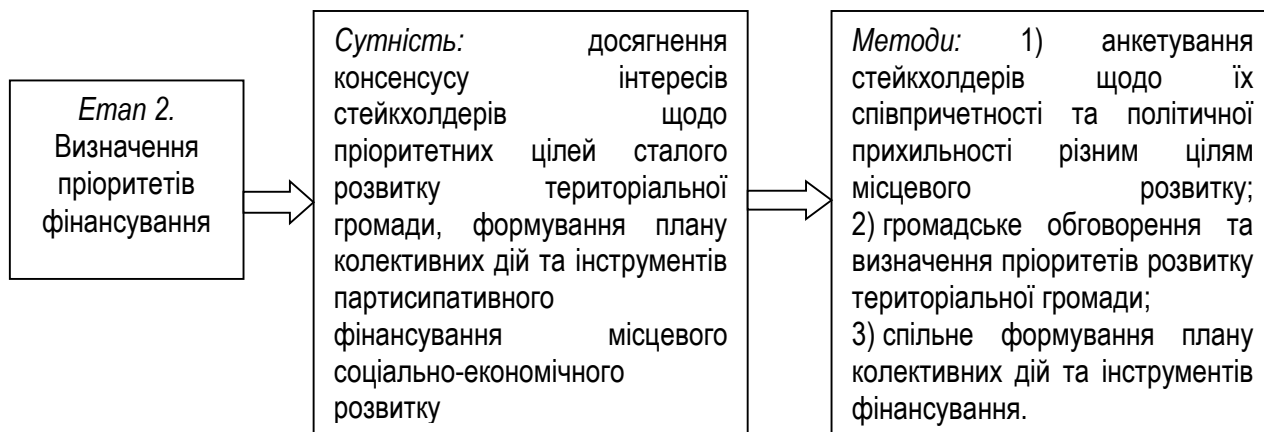 Етап 2.
Визначення
пріоритетів
фінансування
Сутність: досягнення
консенсусу інтересів
стейкхолдерів щодо
пріоритетних цілей сталого
розвитку територіальної
громади, формування плану
колективних дій та інструментів
партисипативного
фінансування місцевого
соціально-економічного
розвитку
Методи: 1) анкетування
стейкхолдерів щодо їх
співпричетності та політичної
прихильності різним цілям
місцевого розвитку;
2) громадське обговорення та
визначення пріоритетів розвитку
територіальної громади;
3) спільне формування плану
колективних дій та інструментів
фінансування.